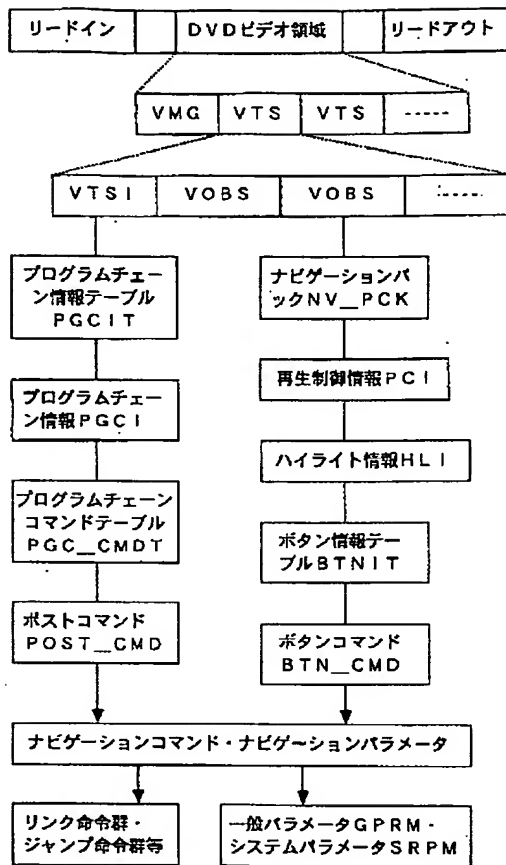 リードイン DVDビデオ領域 リードアウト
VMG VTS VTS -----
VTSI VOBS VOBS -----
プログラムチェー
ン情報テーブル
PGCIT
プログラムチェー
ン情報PGCI
プログラムチェーン
コマンドテーブル
PGC__CMDT
ポストコマンド
POST__CMD
ナビゲーションパ
ックNV__PCK
再生制御情報PCI
ハイライト情報HLI
ボタン情報テー
ブルBTNIT
ボタンコマンド
BTN__CMD
ナビゲーションコマンド・ナビゲーションパラメータ
リンク命令群・
ジャンプ命令群等
一般パラメータGPRM・
システムパラメータSRPM